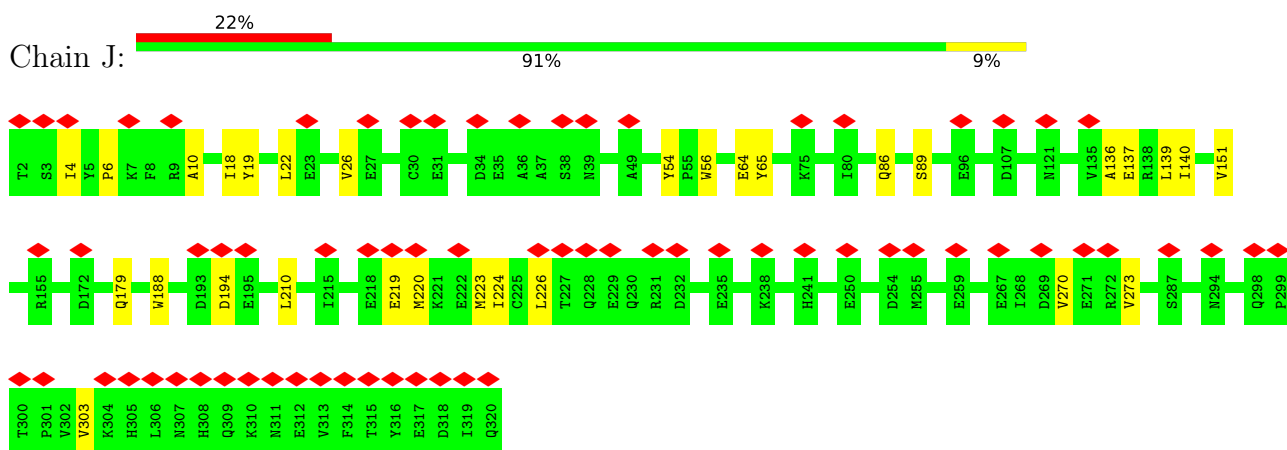 22%
Chain J:
91% 9%
T2 S3 I4 Y5 P6 K7 F8 R9 A10 I18 Y19 L22 E23 V26 E27 C30 E31 D34 E35 A36 A37 S38 N39 A49 Y54 P55 W56 E64 Y65 K75 I80 Q86 S89 E96 D107 N121 V135 A136 E137 R138 L139 I140 V151
R155 D172 Q179 W188 D193 D194 E195 L210 I215 E218 E219 M220 K221 E222 M223 I224 C225 L226 T227 Q228 E229 Q230 R231 D232 E235 K238 H241 E250 D254 M255 E259 E267 I268 D269 V270 E271 R272 V273 S287 N294 Q298 P299
T300 P301 V302 V303 K304 H305 L306 N307 H308 Q309 K310 N311 E312 V313 F314 T315 Y316 E317 D318 I319 Q320